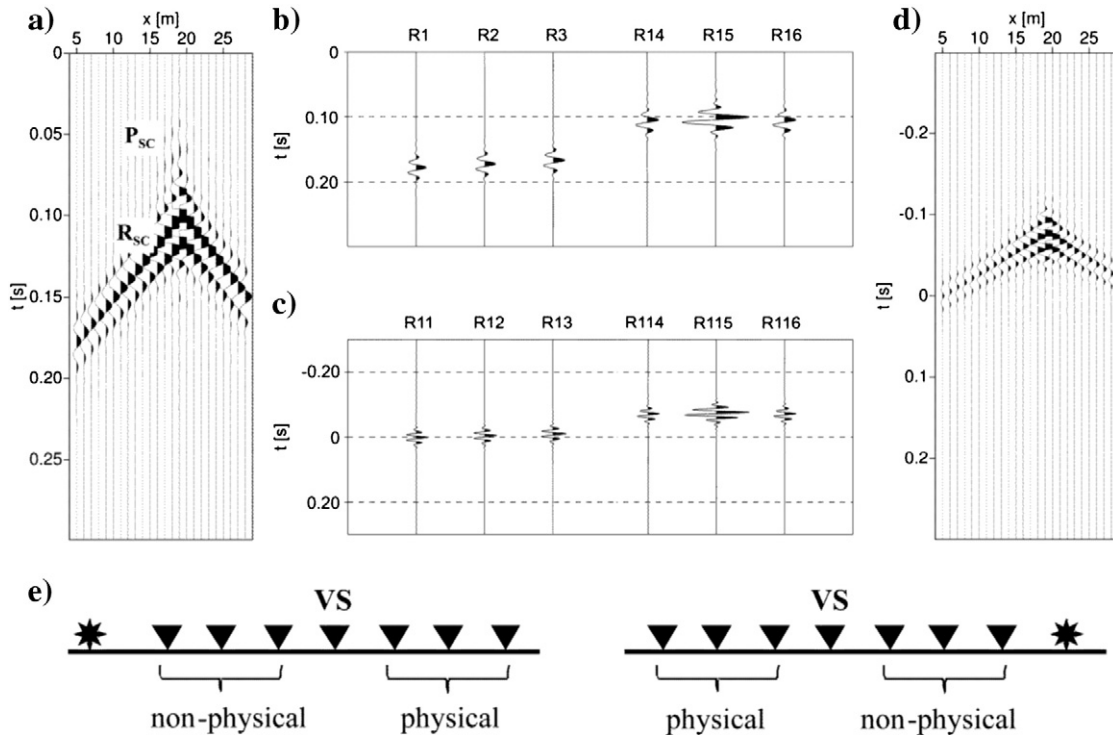 a)
x [m]
5 10 15 20 25
0
0.05
0.10
0.15
0.20
0.25
t [s]
P_SC
R_SC
b)
R1 R2 R3 R14 R15 R16
0
0.10
0.20
t [s]
c)
R11 R12 R13 R114 R115 R116
-0.20
0
0.20
t [s]
d)
x [m]
5 10 15 20 25
-0.2
-0.1
0
0.1
0.2
t [s]
e)
VS VS
non-physical physical physical non-physical